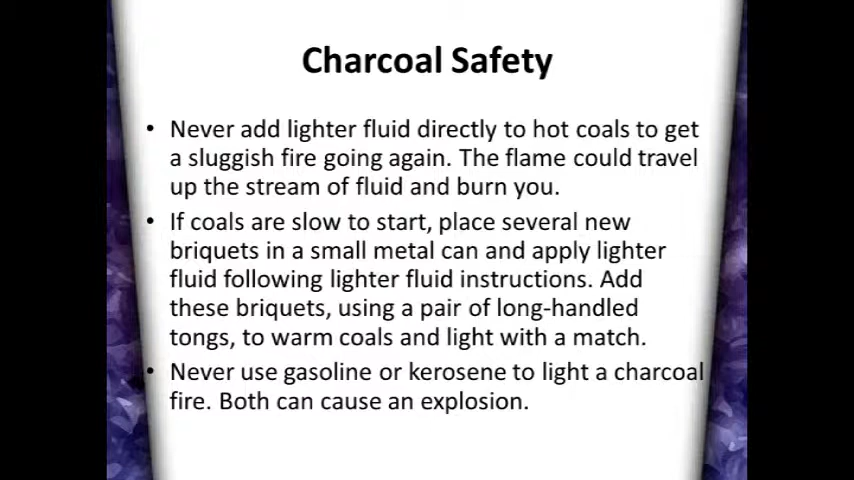 Charcoal Safety
• Never add lighter fluid directly to hot coals to get
a sluggish fire going again. The flame could travel
up the stream of fluid and burn you.
• If coals are slow to start, place several new
briquets in a small metal can and apply lighter
fluid following lighter fluid instructions. Add
these briquets, using a pair of long-handled
tongs, to warm coals and light with a match.
• Never use gasoline or kerosene to light a charcoal
fire. Both can cause an explosion.